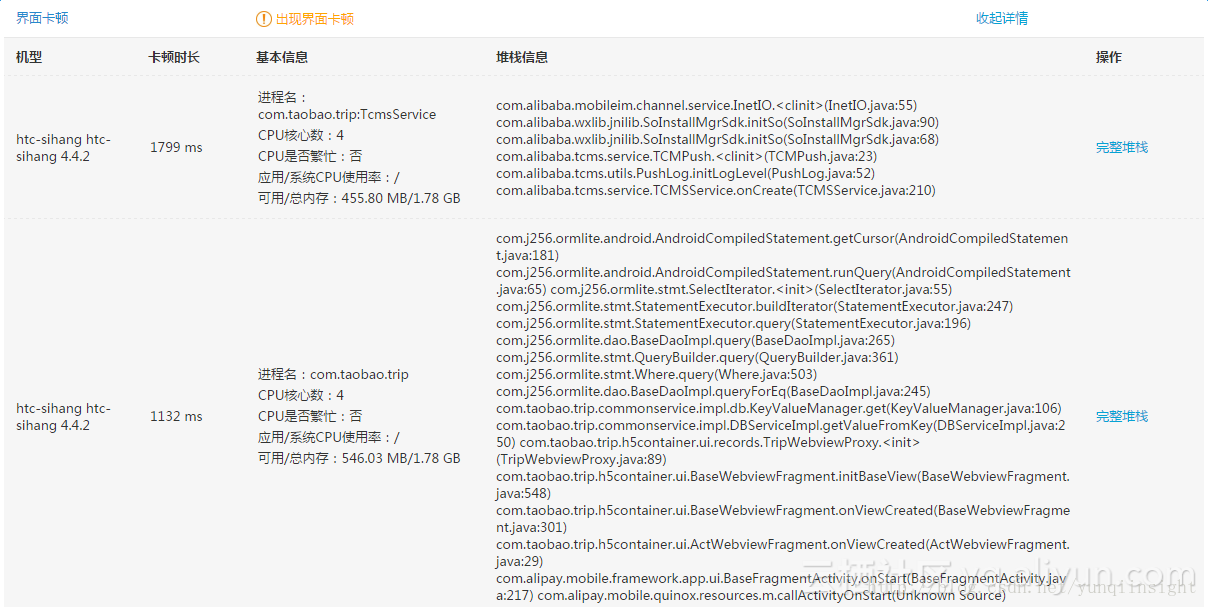 界面卡顿 出现界面卡顿 收起详情
机型 卡顿时长 基本信息 堆栈信息 操作
htc-sihang htc-
sihang 4.4.2
1799 ms
进程名：
com.taobao.trip:TcmsService
CPU核心数：4
CPU是否繁忙：否
应用/系统CPU使用率：/
可用/总内存：455.80 MB/1.78 GB
com.alibaba.mobileim.channel.service.InetIO.<clinit>(InetIO.java:55)
com.alibaba.wxlib.jnilib.SoInstallMgrSdk.initSo(SoInstallMgrSdk.java:90)
com.alibaba.wxlib.jnilib.SoInstallMgrSdk.initSo(SoInstallMgrSdk.java:68)
com.alibaba.tcms.service.TCMPush.<clinit>(TCMPush.java:23)
com.alibaba.tcms.utils.PushLog.initLogLevel(PushLog.java:52)
com.alibaba.tcms.service.TCMSService.onCreate(TCMSService.java:210)
完整堆栈
htc-sihang htc-
sihang 4.4.2
1132 ms
进程名：com.taobao.trip
CPU核心数：4
CPU是否繁忙：否
应用/系统CPU使用率：/
可用/总内存：546.03 MB/1.78 GB
com.j256.ormlite.android.AndroidCompiledStatement.getCursor(AndroidCompiledStatemen
t.java:181)
com.j256.ormlite.android.AndroidCompiledStatement.runQuery(AndroidCompiledStatement
.java:65) com.j256.ormlite.stmt.SelectIterator.<init>(SelectIterator.java:55)
com.j256.ormlite.stmt.StatementExecutor.buildIterator(StatementExecutor.java:247)
com.j256.ormlite.stmt.StatementExecutor.query(StatementExecutor.java:196)
com.j256.ormlite.dao.BaseDaoImpl.query(BaseDaoImpl.java:265)
com.j256.ormlite.stmt.QueryBuilder.query(QueryBuilder.java:361)
com.j256.ormlite.stmt.Where.query(Where.java:503)
com.j256.ormlite.dao.BaseDaoImpl.queryForEq(BaseDaoImpl.java:245)
com.taobao.trip.commonservice.impl.db.KeyValueManager.get(KeyValueManager.java:106)
com.taobao.trip.commonservice.impl.DBServiceImpl.getValueFromKey(DBServiceImpl.java:2
50) com.taobao.trip.h5container.ui.records.TripWebviewProxy.<init>
(TripWebviewProxy.java:89)
com.taobao.trip.h5container.ui.BaseWebviewFragment.initBaseView(BaseWebviewFragment.
java:548)
com.taobao.trip.h5container.ui.BaseWebviewFragment.onViewCreated(BaseWebviewFragme
nt.java:301)
com.taobao.trip.h5container.ui.ActWebviewFragment.onViewCreated(ActWebviewFragment.
java:29)
com.alipay.mobile.framework.app.ui.BaseFragmentActivity.onStart(BaseFragmentActivity.jav
a:217) com.alipay.mobile.quinox.resources.m.callActivityOnStart(Unknown Source)
完整堆栈
云栖社区 yq.aliyun.com